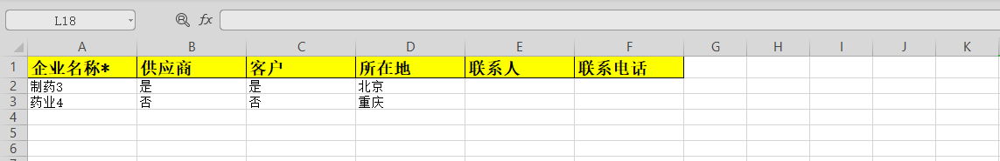 L18 fx
A B C D E F G H I J K
1 企业名称* 供应商 客户 所在地 联系人 联系电话
2 制药3 是 是 北京
3 药业4 否 否 重庆
4
5
6